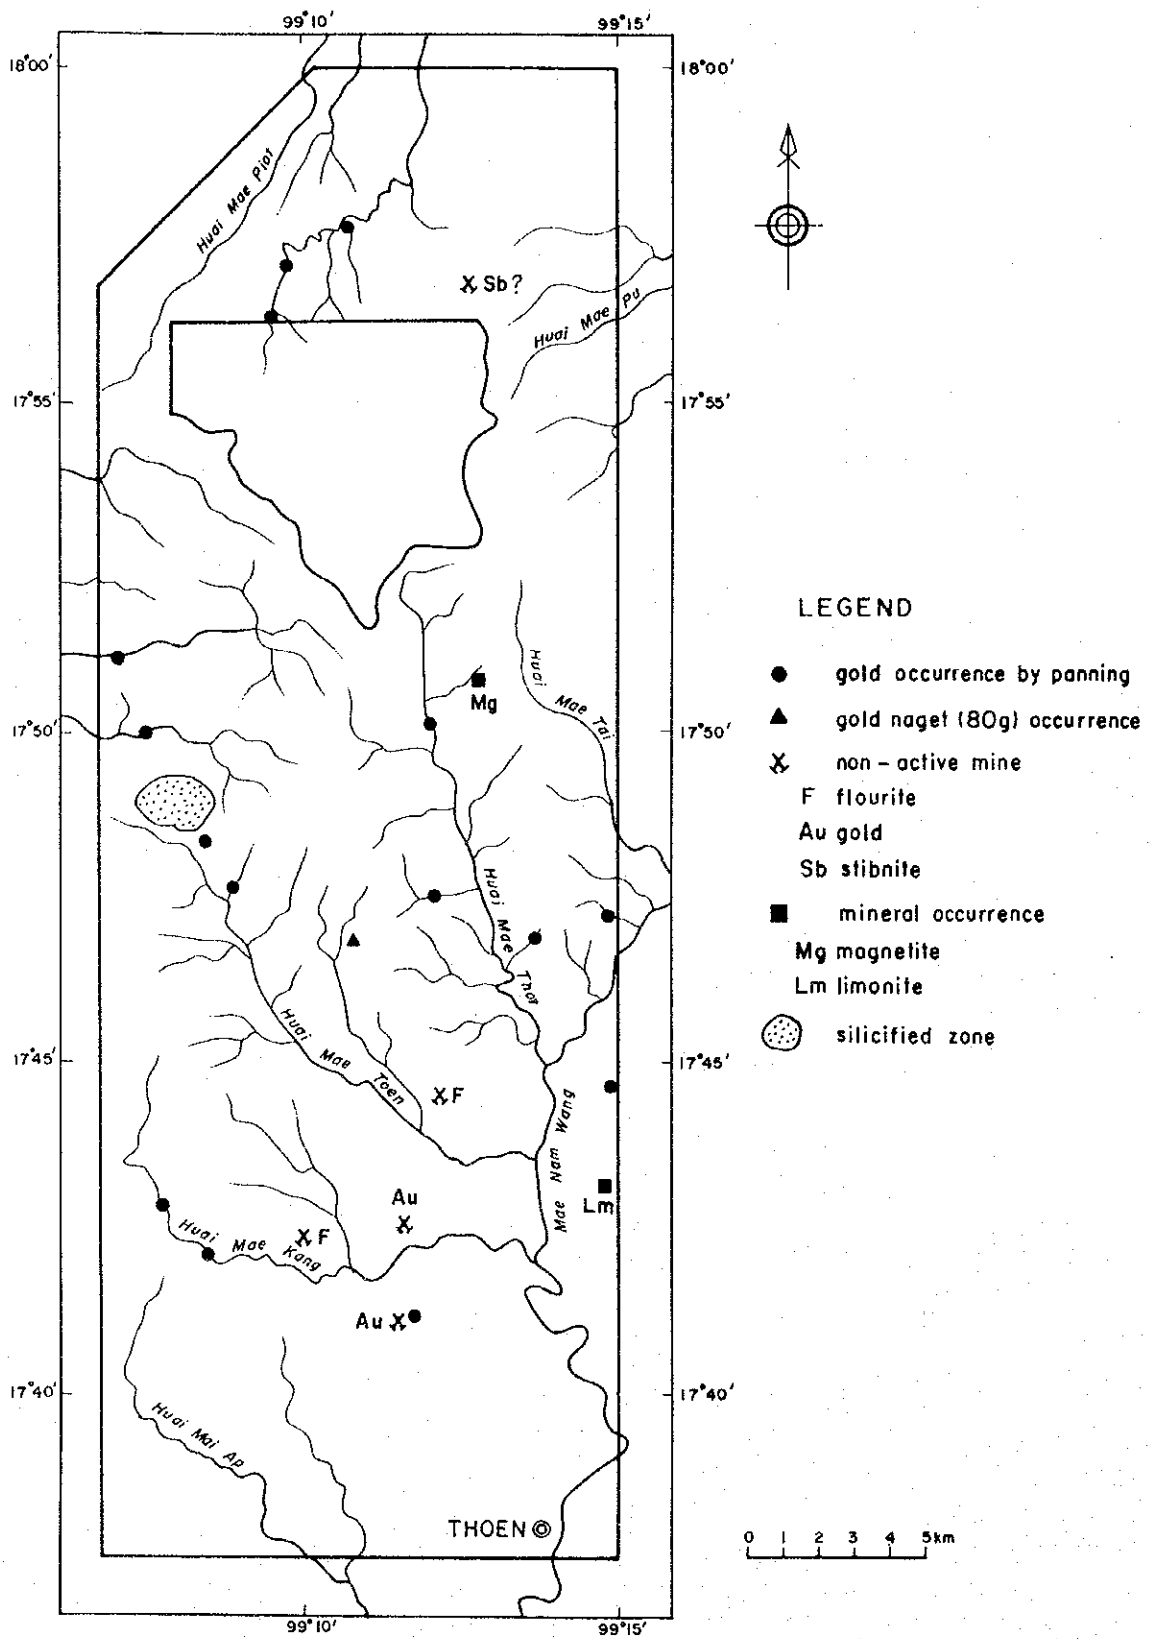 99°10′
99°15′
18°00′
18°00′
Huai Mae Plat
Sb?
Huai Mae Pu
17°55′
17°55′
Huai Mae Tai
Mg
17°50′
17°50′
LEGEND
gold occurrence by panning
gold naget (80g) occurrence
non-active mine
F flourite
Au gold
Sb stibnite
mineral occurrence
Mg magnetite
Lm limonite
silicified zone
Huai Mae Thot
Huai Mae Toen
17°45′
17°45′
F
Mae Nam Wang
Au
Lm
F
Huai Mae Kang
Au
17°40′
17°40′
Huai Mai Ap
THOEN
0 1 2 3 4 5km
99°10′
99°15′